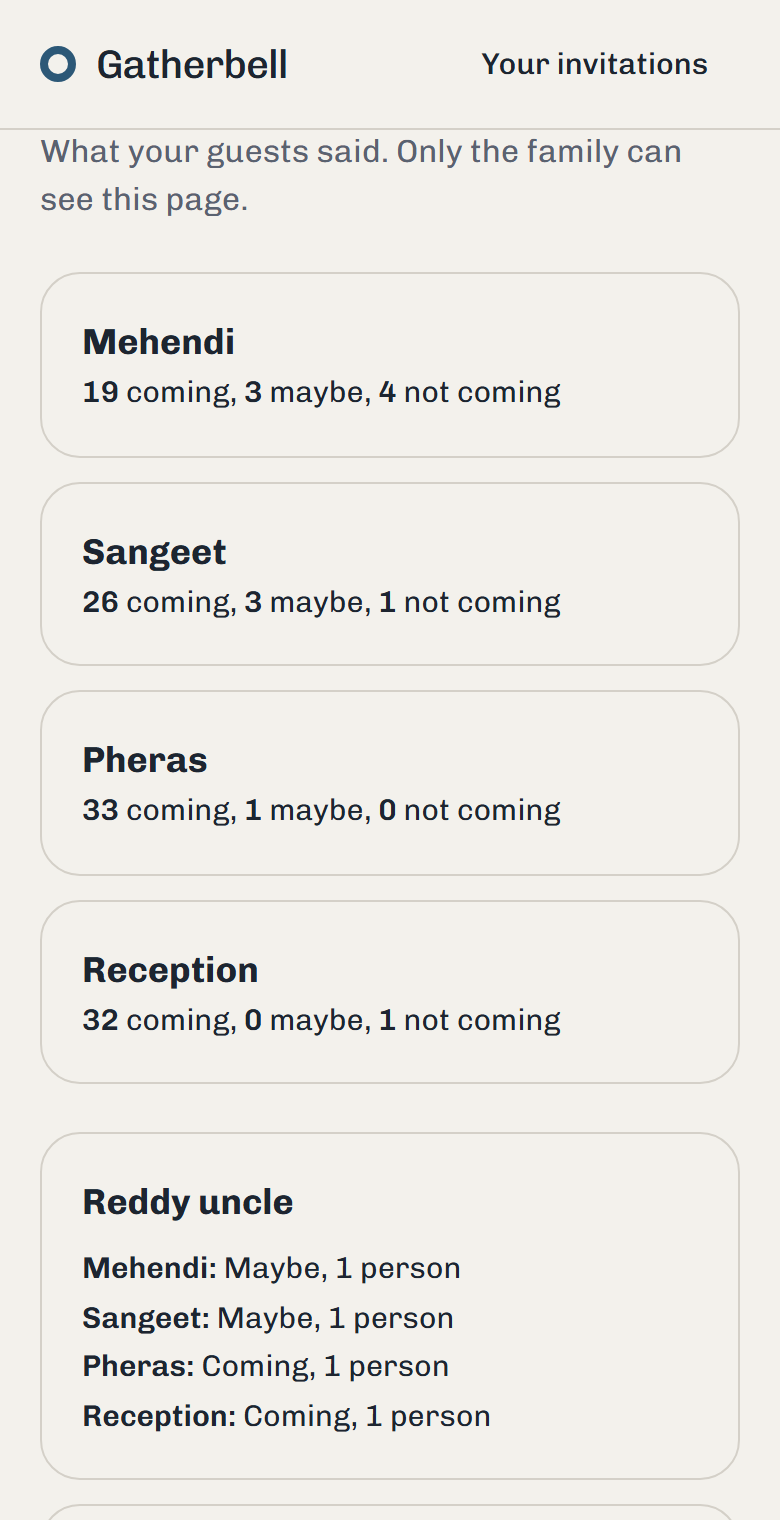 Gatherbell
Your invitations
What your guests said. Only the family can
see this page.
Mehendi
19 coming, 3 maybe, 4 not coming
Sangeet
26 coming, 3 maybe, 1 not coming
Pheras
33 coming, 1 maybe, 0 not coming
Reception
32 coming, 0 maybe, 1 not coming
Reddy uncle
Mehendi: Maybe, 1 person
Sangeet: Maybe, 1 person
Pheras: Coming, 1 person
Reception: Coming, 1 person